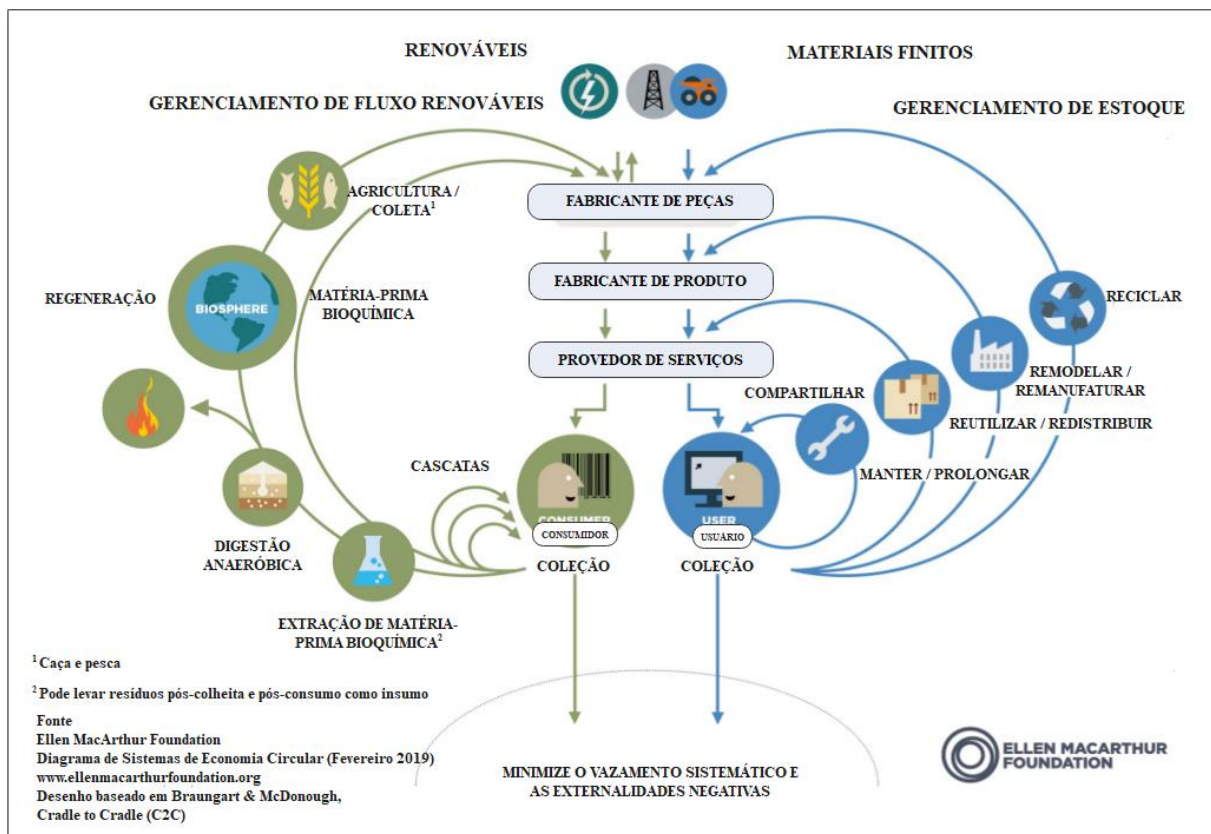 RENOVÁVEIS
MATERIAIS FINITOS
GERENCIAMENTO DE FLUXO RENOVÁVEIS
GERENCIAMENTO DE ESTOQUE
AGRICULTURA /
COLETA¹
FABRICANTE DE PEÇAS
REGENERAÇÃO
BIOSPHERE
MATÉRIA-PRIMA
BIOQUÍMICA
FABRICANTE DE PRODUTO
RECICLAR
PROVEDOR DE SERVIÇOS
REMODELAR /
REMANUFATURAR
COMPARTILHAR
REUTILIZAR / REDISTRIBUIR
CASCATAS
MANTER / PROLONGAR
CONSUMER
CONSUMIDOR
USER
USUÁRIO
DIGESTÃO
ANAERÓBICA
COLEÇÃO
COLEÇÃO
EXTRAÇÃO DE MATÉRIA-
PRIMA BIOQUÍMICA²
¹ Caça e pesca
² Pode levar resíduos pós-colheita e pós-consumo como insumo
Fonte
Ellen MacArthur Foundation
Diagrama de Sistemas de Economia Circular (Fevereiro 2019)
www.ellenmacarthurfoundation.org
Desenho baseado em Braungart & McDonough,
Cradle to Cradle (C2C)
MINIMIZE O VAZAMENTO SISTEMÁTICO E
AS EXTERNALIDADES NEGATIVAS
ELLEN MACARTHUR
FOUNDATION